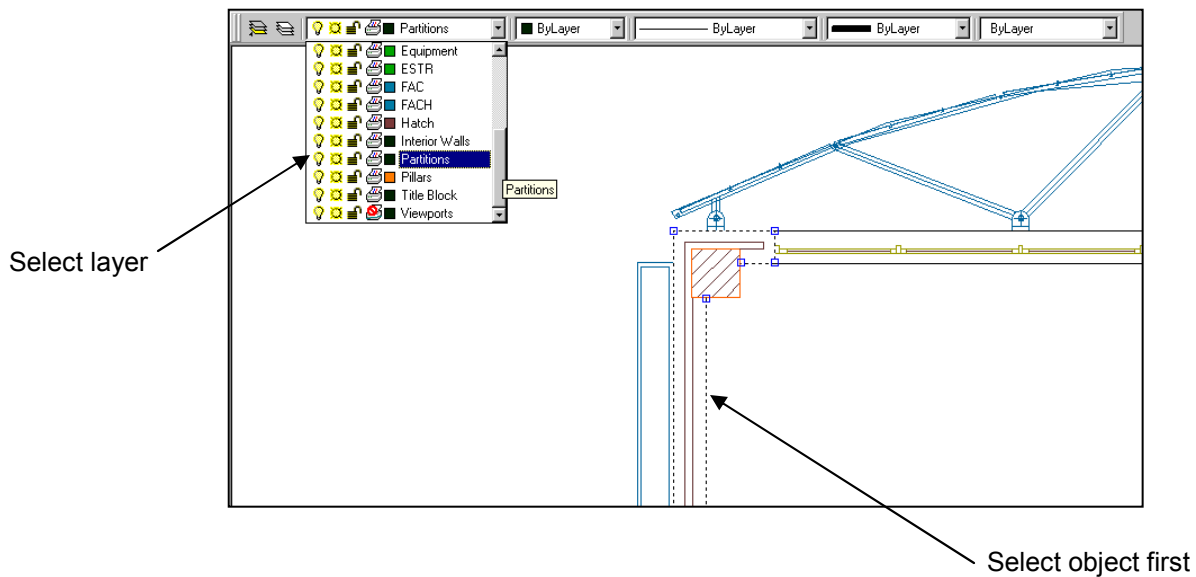 Partitions ByLayer ByLayer ByLayer ByLayer
Equipment
ESTR
FAC
FACH
Hatch
Interior Walls
Partitions
Pillars
Partitions
Title Block
Viewports
Select layer
Select object first